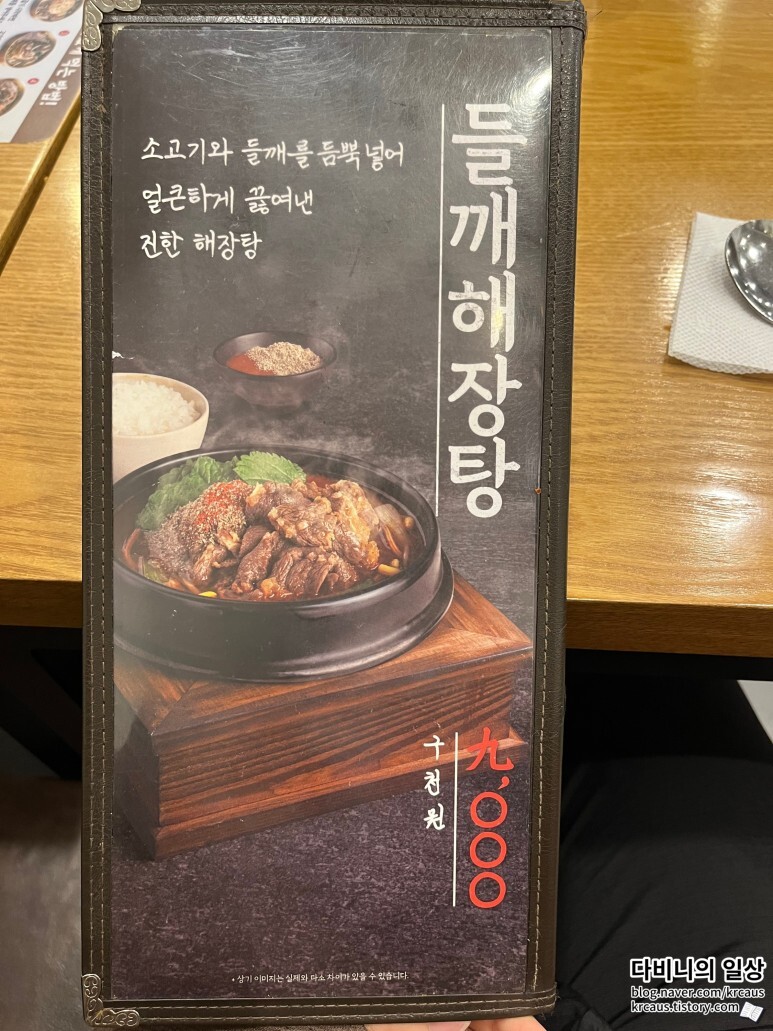 들깨해장탕
소고기와 들깨를 듬뿍 넣어
얼큰하게 끓여낸
진한 해장탕
九,000
구천원
• 상기 이미지는 실제와 다소 차이가 있을 수 있습니다.
다비니의 일상
blog.naver.com/krcaus
krcaus.tistory.com